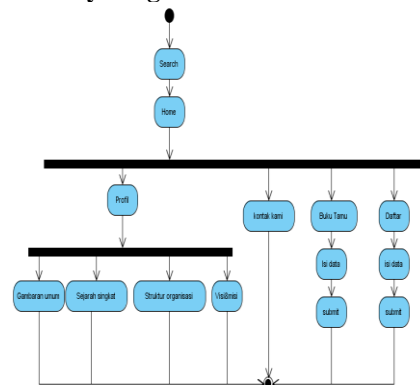 Search
Home
Profil
kontak kami
Buku Tamu
Daftar
Isi data
isi data
Gambaran umum
Sejarah singkat
Struktur organisasi
Visi&misi
submit
submit